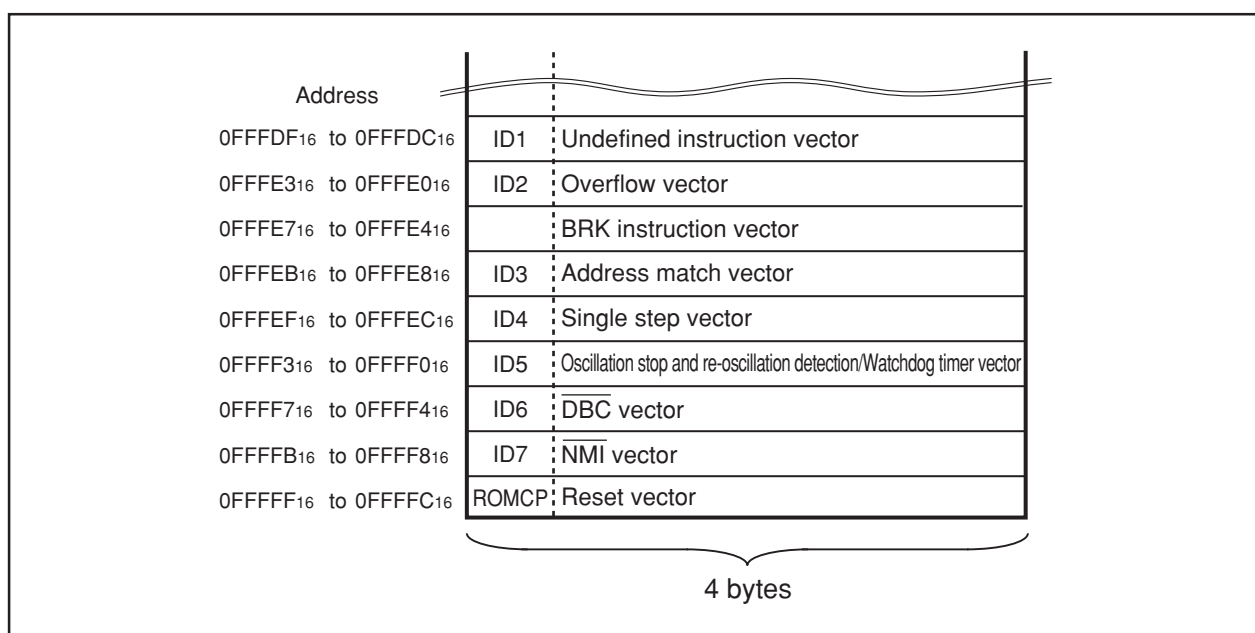 Address
0FFFDF16 to 0FFFDC16 ID1 Undefined instruction vector
0FFFE316 to 0FFFE016 ID2 Overflow vector
0FFFE716 to 0FFFE416 BRK instruction vector
0FFFEB16 to 0FFFE816 ID3 Address match vector
0FFFEF16 to 0FFFEC16 ID4 Single step vector
0FFFF316 to 0FFFF016 ID5 Oscillation stop and re-oscillation detection/Watchdog timer vector
0FFFF716 to 0FFFF416 ID6 DBC vector
0FFFFB16 to 0FFFF816 ID7 NMI vector
0FFFFF16 to 0FFFFC16 ROMCP Reset vector
4 bytes